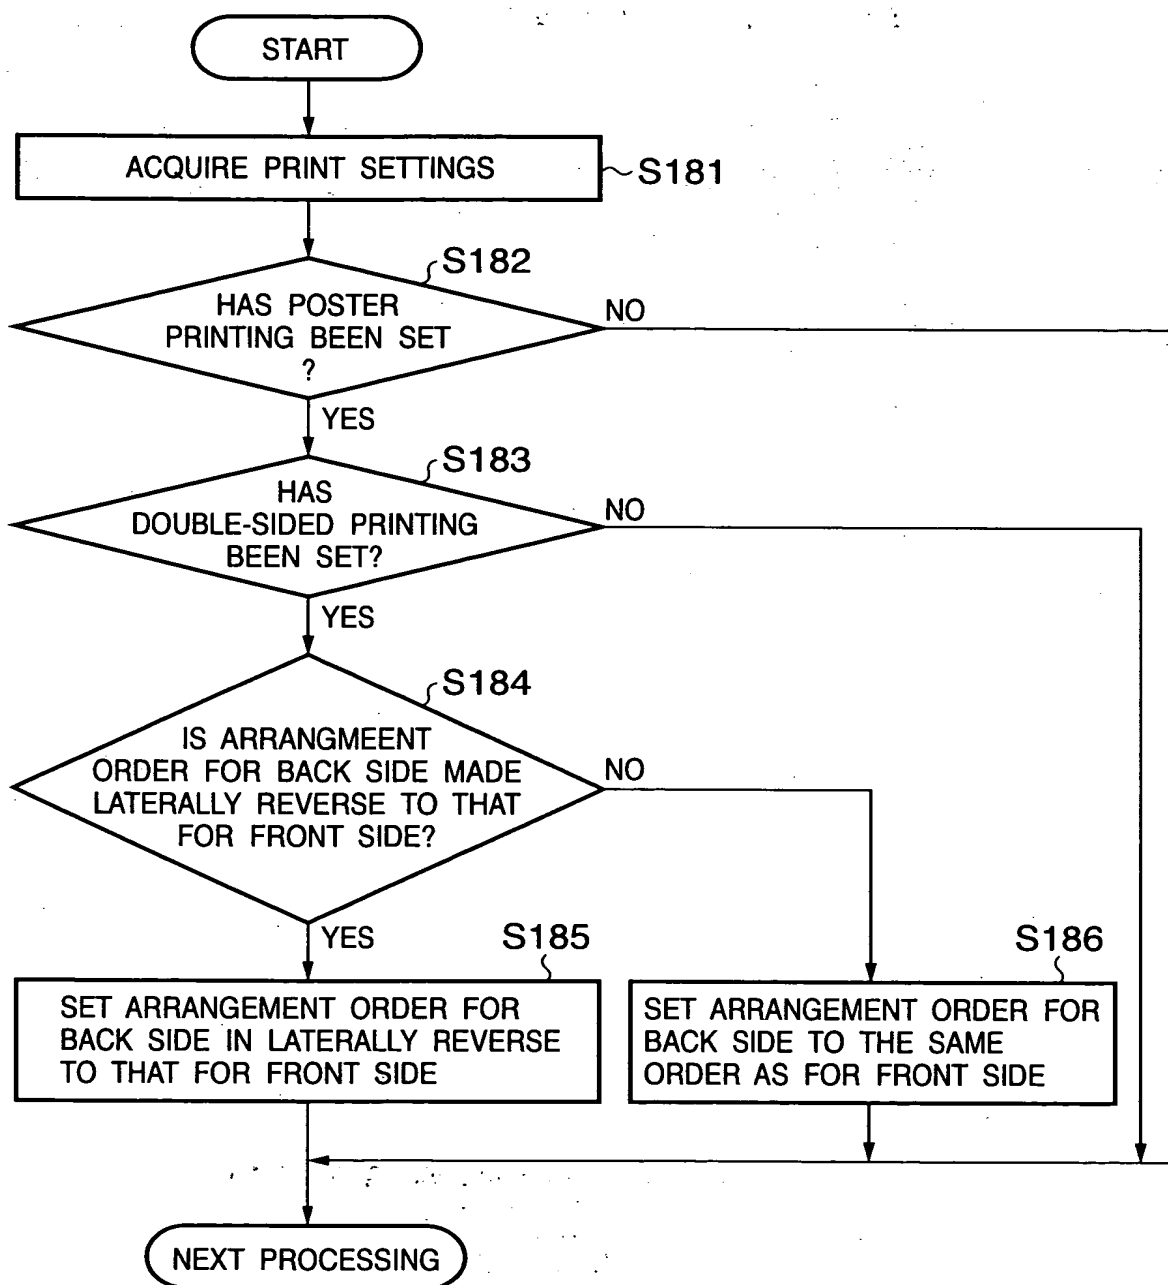 START
ACQUIRE PRINT SETTINGS
S181
S182
HAS POSTER
PRINTING BEEN SET
?
NO
YES
S183
HAS
DOUBLE-SIDED PRINTING
BEEN SET?
NO
YES
S184
IS ARRANGMEENT
ORDER FOR BACK SIDE MADE
LATERALLY REVERSE TO THAT
FOR FRONT SIDE?
NO
YES
S185
SET ARRANGEMENT ORDER FOR
BACK SIDE IN LATERALLY REVERSE
TO THAT FOR FRONT SIDE
S186
SET ARRANGEMENT ORDER FOR
BACK SIDE TO THE SAME
ORDER AS FOR FRONT SIDE
NEXT PROCESSING